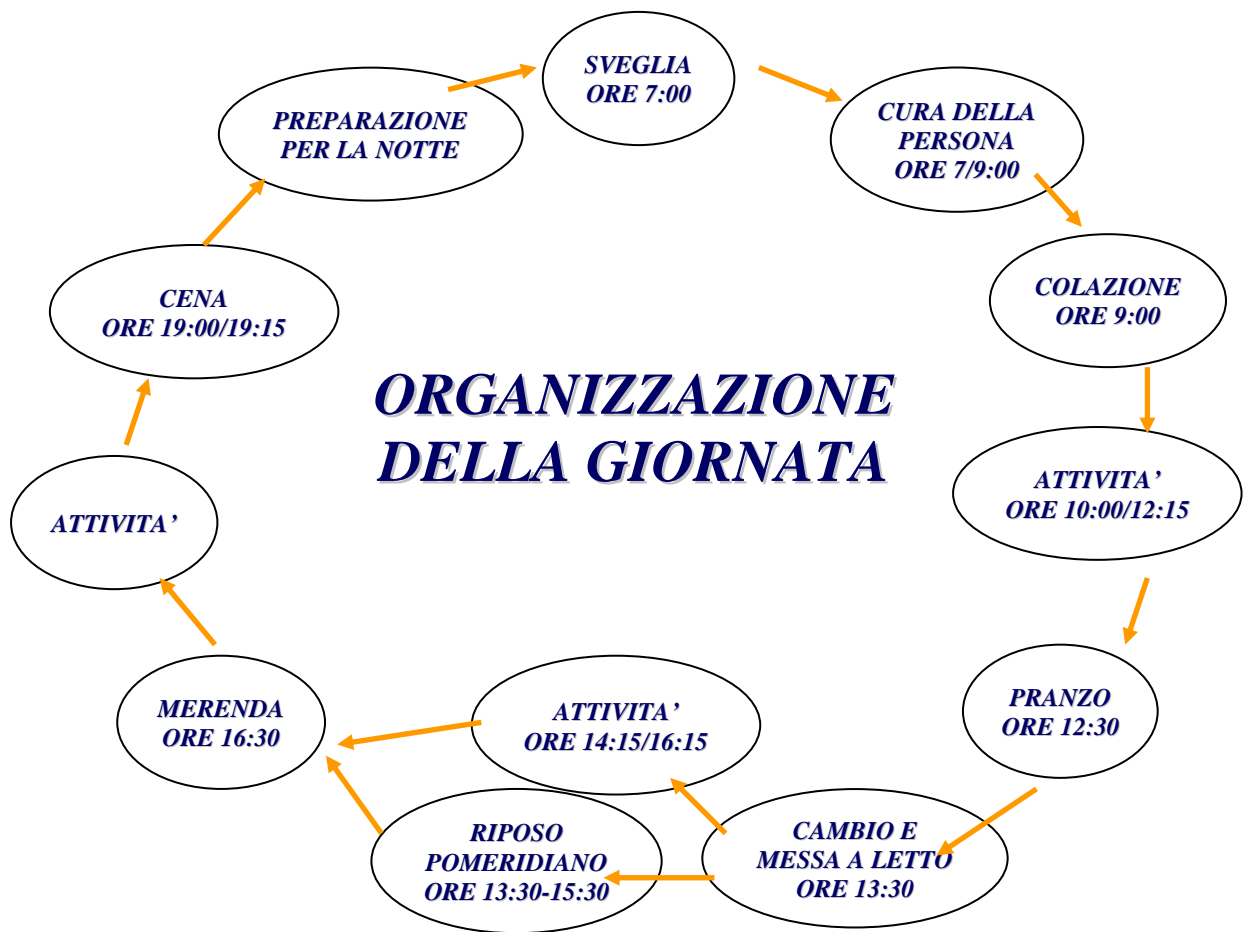 SVEGLIA
ORE 7:00
CURA DELLA
PERSONA
ORE 7/9:00
COLAZIONE
ORE 9:00
ATTIVITA’
ORE 10:00/12:15
PRANZO
ORE 12:30
CAMBIO E
MESSA A LETTO
ORE 13:30
ATTIVITA’
ORE 14:15/16:15
RIPOSO
POMERIDIANO
ORE 13:30-15:30
MERENDA
ORE 16:30
ATTIVITA’
CENA
ORE 19:00/19:15
PREPARAZIONE
PER LA NOTTE
ORGANIZZAZIONE
DELLA GIORNATA